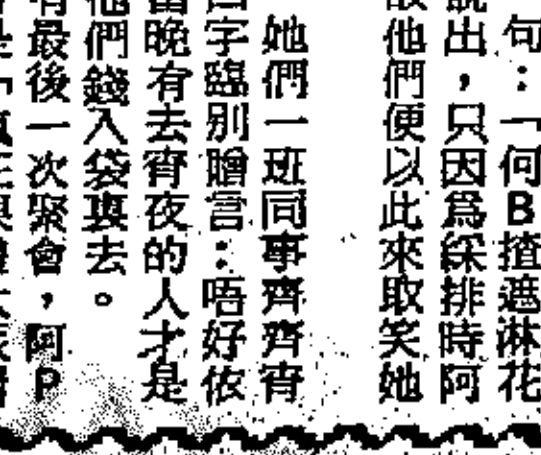 句：「何B揸遮淋花
說出，只因為綵排時阿
他們便以此來取笑她
她們一班同事齊齊宵
字臨別贈言：唔好依
當晚有去宵夜的人才是
他們錢入袋裏去。
有最後一次聚會，阿P
是「